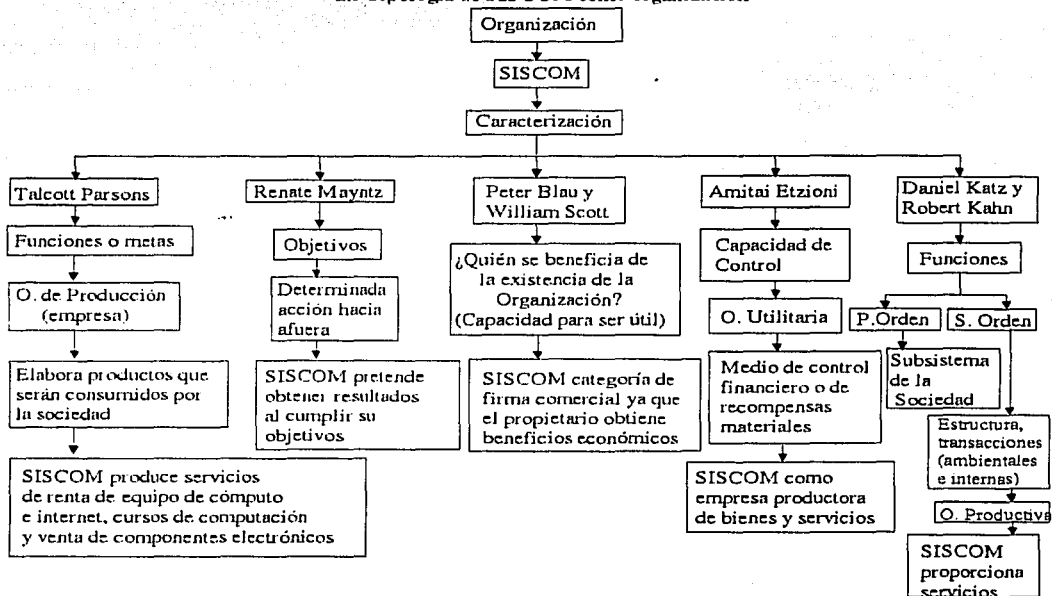 Organización
SISCOM
Caracterización
Talcott Parsons
Funciones o metas
O. de Producción
(empresa)
Elabora productos que
serán consumidos por
la sociedad
SISCOM produce servicios
de renta de equipo de cómputo
e internet, cursos de computación
y venta de componentes electrónicos
Renate Mayntz
Objetivos
Determinada
acción hacia
afuera
SISCOM pretende
obtener resultados
al cumplir su
objetivos
Peter Blau y
William Scott
¿Quién se beneficia de
la existencia de la
Organización?
(Capacidad para ser útil)
SISCOM categoría de
firma comercial ya que
el propietario obtiene
beneficios económicos
Amitai Etzioni
Capacidad de
Control
O. Utilitaria
Medio de control
financiero o de
recompensas
materiales
SISCOM como
empresa productora
de bienes y servicios
Daniel Katz y
Robert Kahn
Funciones
P.Orden
S. Orden
Subsistema
de la
Sociedad
Estructura,
transacciones
(ambientales
e internas)
O. Productiva
SISCOM
proporciona
servicios